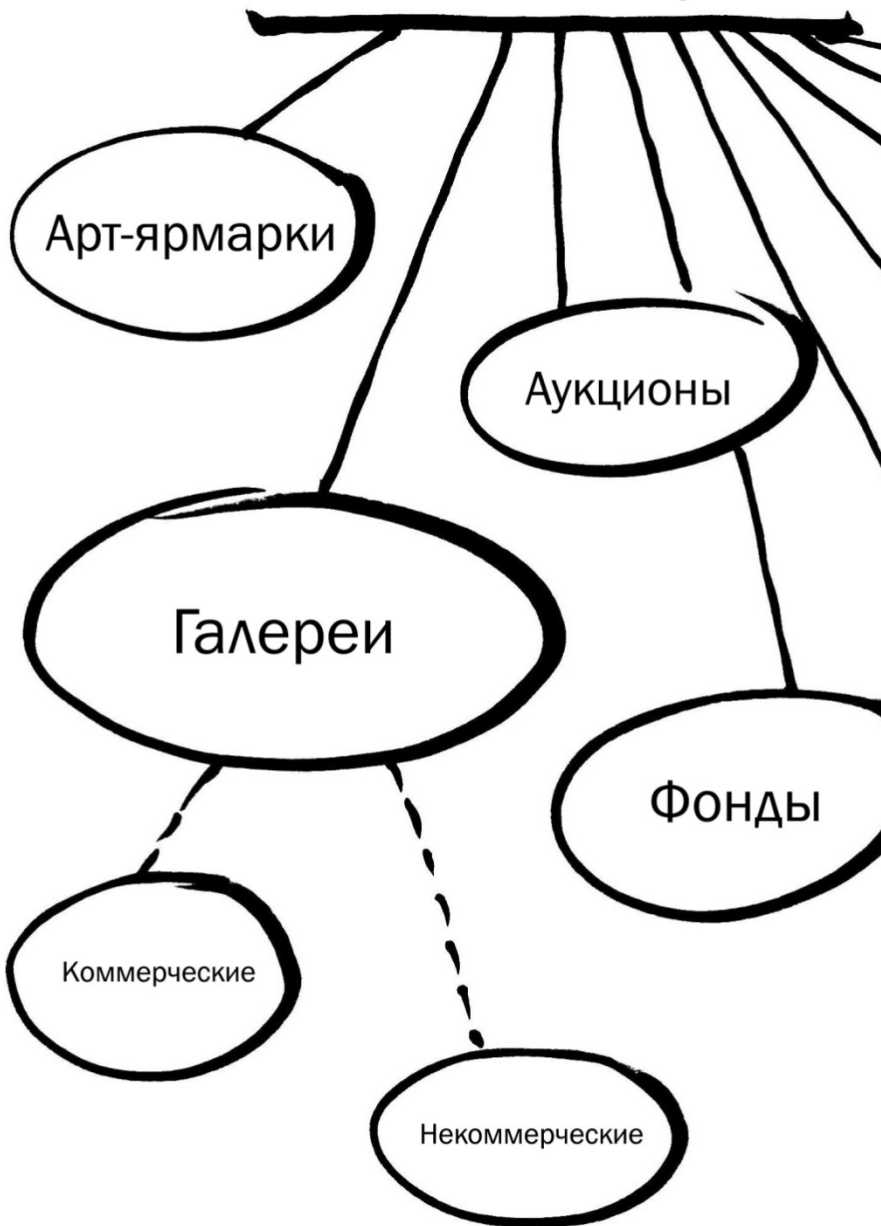 Арт-ярмарки
Аукционы
Галереи
Фонды
Коммерческие
Некоммерческие